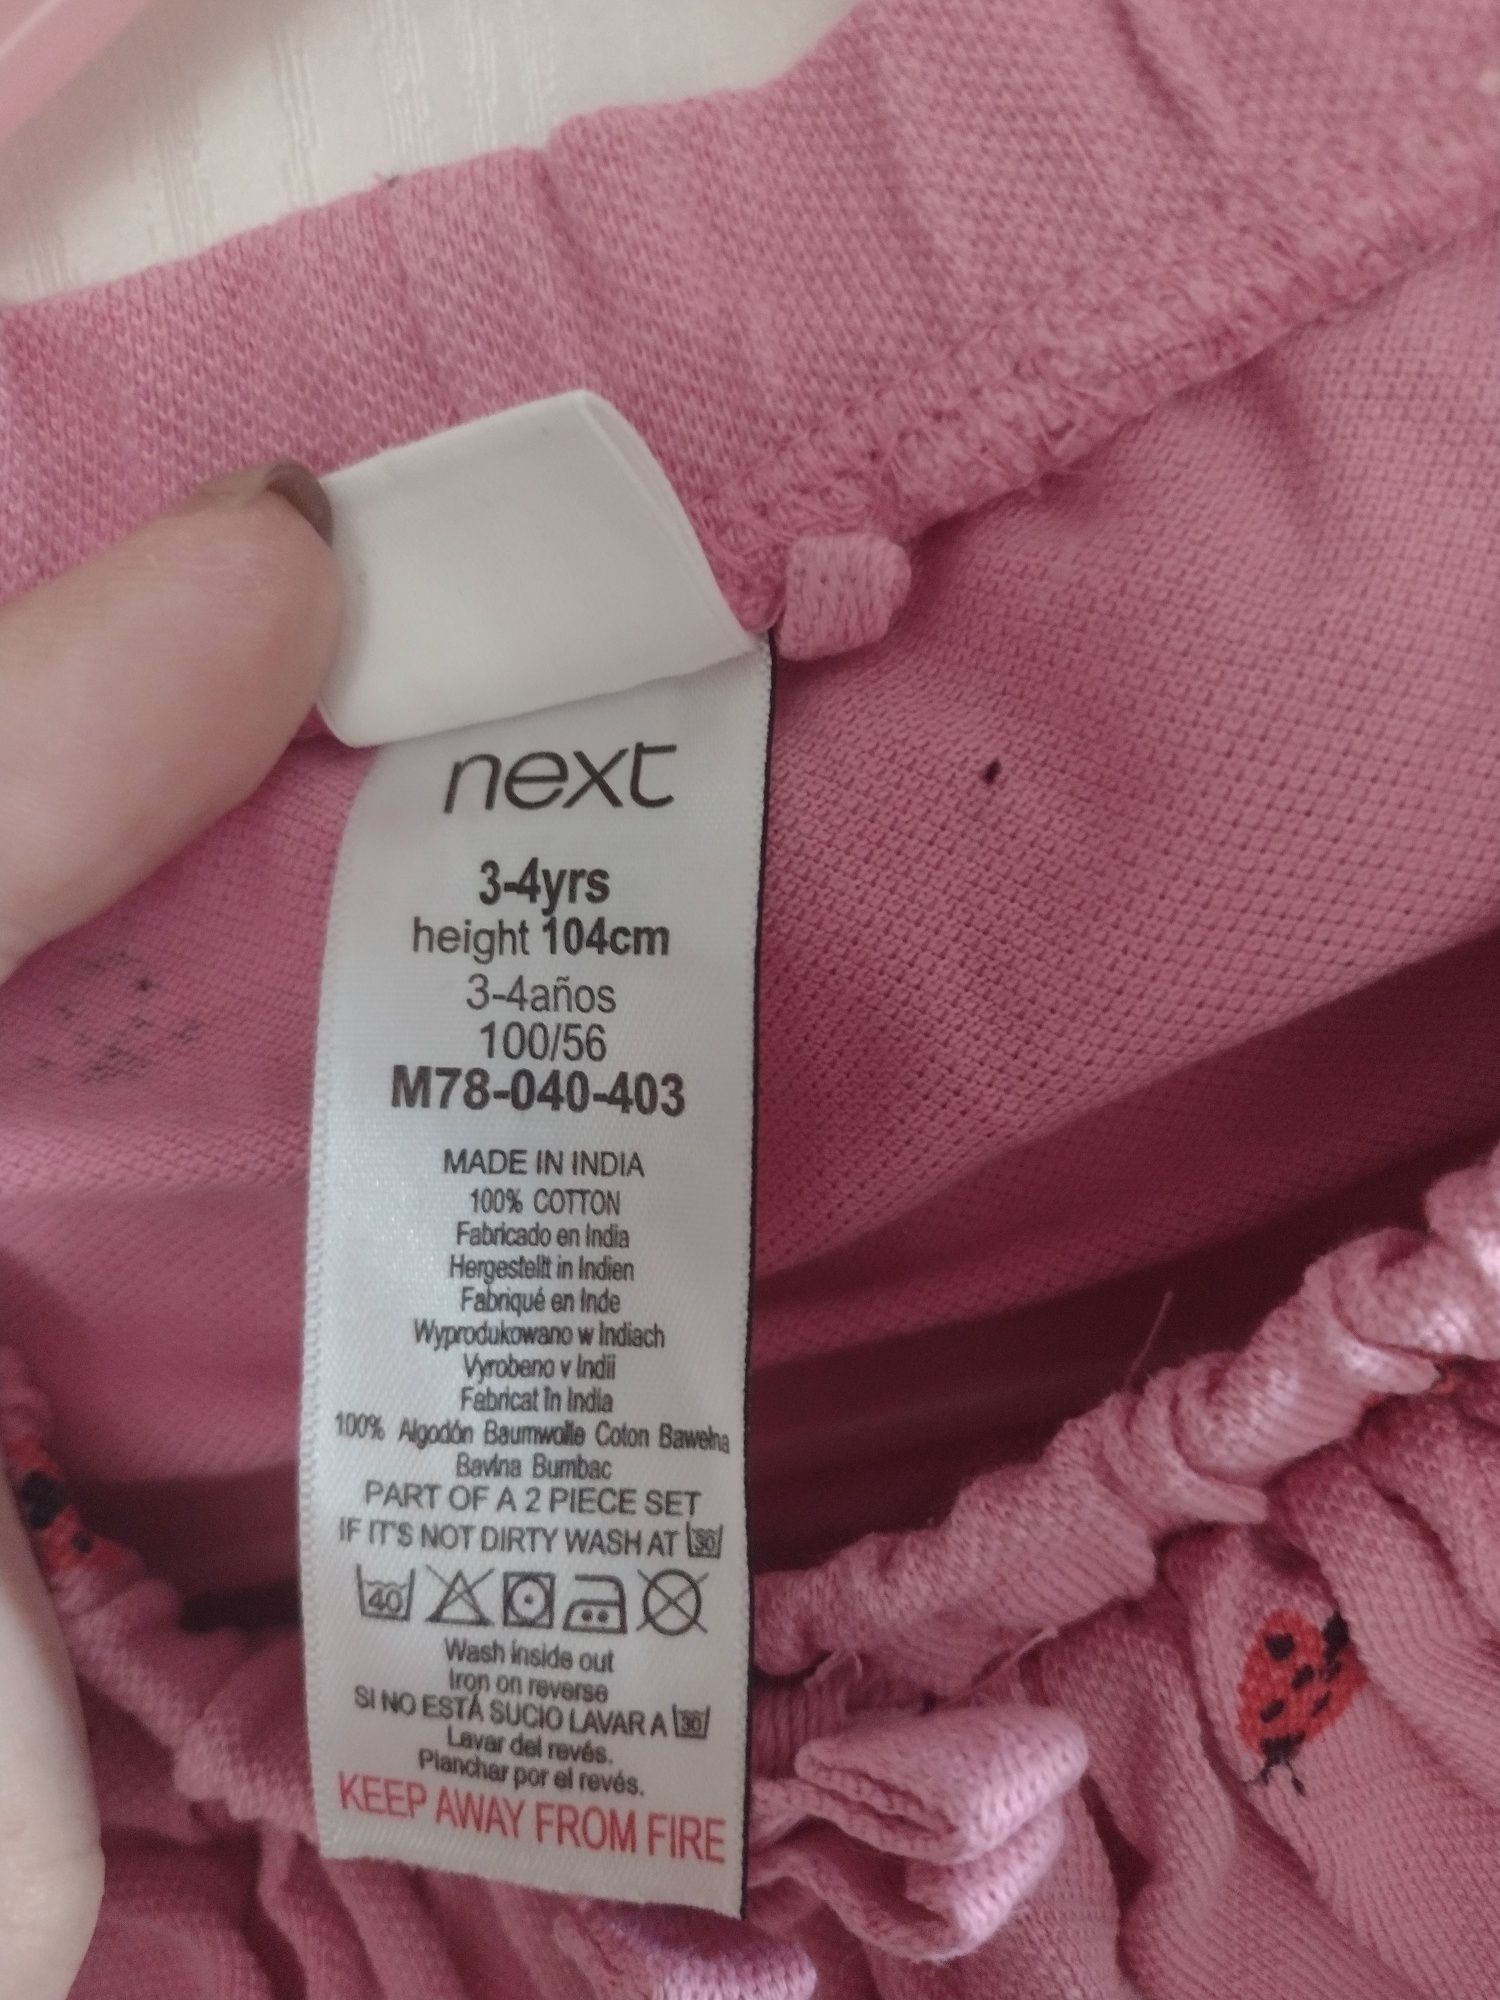 next
3-4yrs
height 104cm
3-4años
100/56
M78-040-403
MADE IN INDIA
100% COTTON
Fabricado en India
Hergestellt in Indien
Fabriqué en Inde
Wyprodukowano w Indiach
Vyrobeno v Indii
Fabricat în India
100% Algodón Baumwolle Coton Bawełna
Bavlna Bumbac
PART OF A 2 PIECE SET
IF IT'S NOT DIRTY WASH AT 30
40
Wash inside out
Iron on reverse
SI NO ESTÁ SUCIO LAVAR A 30
Lavar del revés.
Planchar por el revés.
KEEP AWAY FROM FIRE